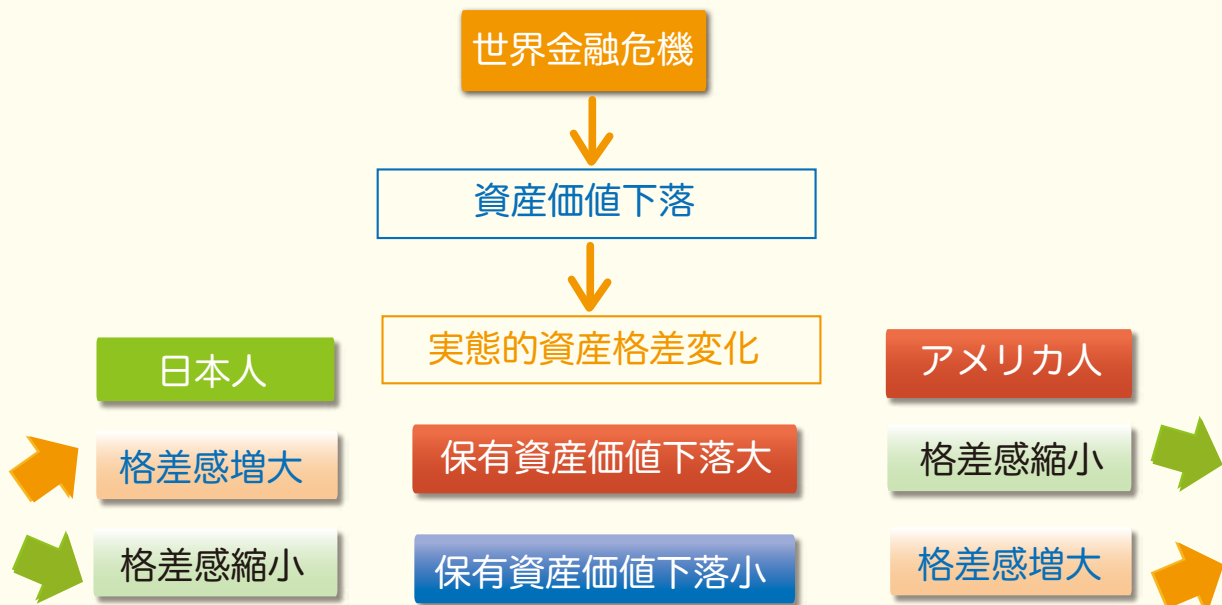 世界金融危機
資産価値下落
実態的資産格差変化
日本人
アメリカ人
格差感増大
保有資産価値下落大
格差感縮小
格差感縮小
保有資産価値下落小
格差感増大